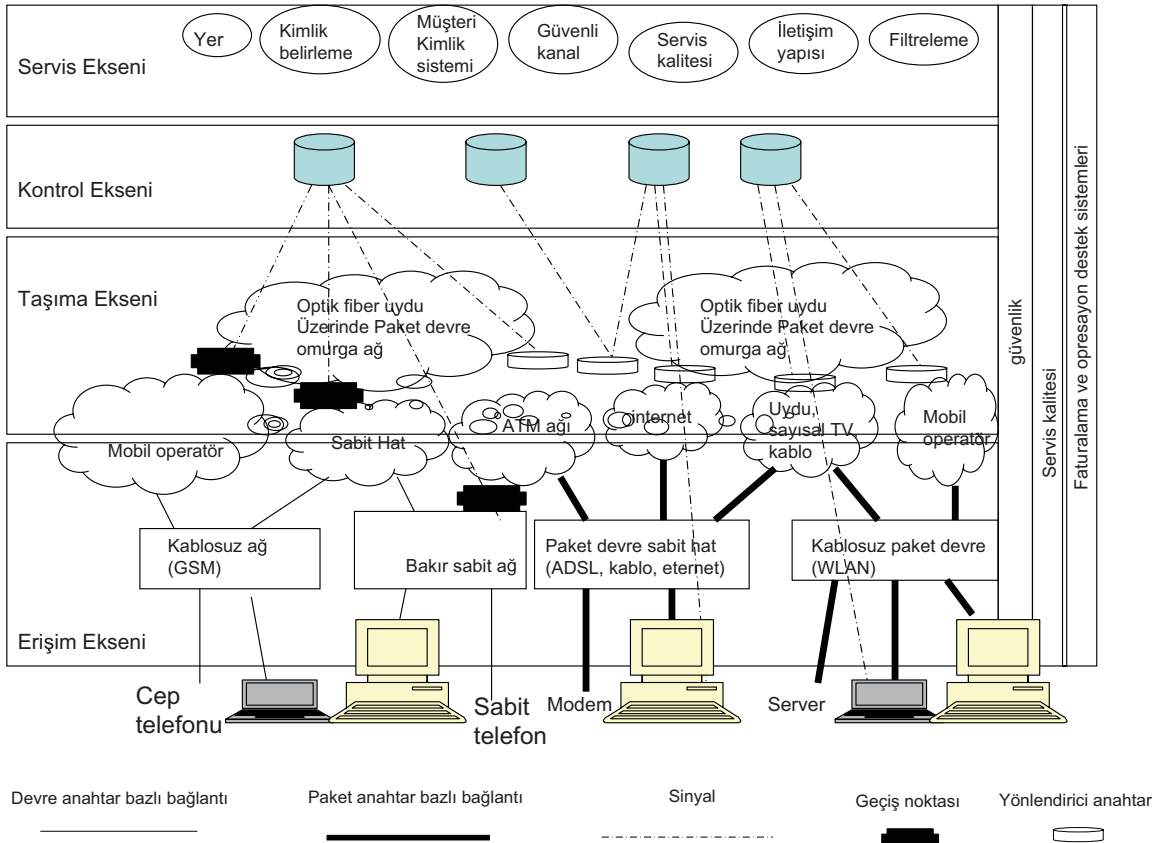 Yer
Kimlik
belirleme
Müşteri
Kimlik
sistemi
Güvenli
kanal
Servis
kalitesi
İletişim
yapısı
Filtreleme
Servis Ekseni
Kontrol Ekseni
Taşıma Ekseni
Optik fiber uydu
Üzerinde Paket devre
omurga ağ
Optik fiber uydu
Üzerinde Paket devre
omurga ağ
Mobil operatör
Sabit Hat
ATM ağı
internet
Uydu,
sayısal TV,
kablo
Mobil
operatör
Kablosuz ağ
(GSM)
Bakır sabit ağ
Paket devre sabit hat
(ADSL, kablo, eternet)
Kablosuz paket devre
(WLAN)
Erişim Ekseni
Cep
telefonu
Sabit
telefon
Modem
Server
güvenlik
Servis kalitesi
Faturalama ve opresayon destek sistemleri
Devre anahtar bazlı bağlantı
Paket anahtar bazlı bağlantı
Sinyal
Geçiş noktası
Yönlendirici anahtar